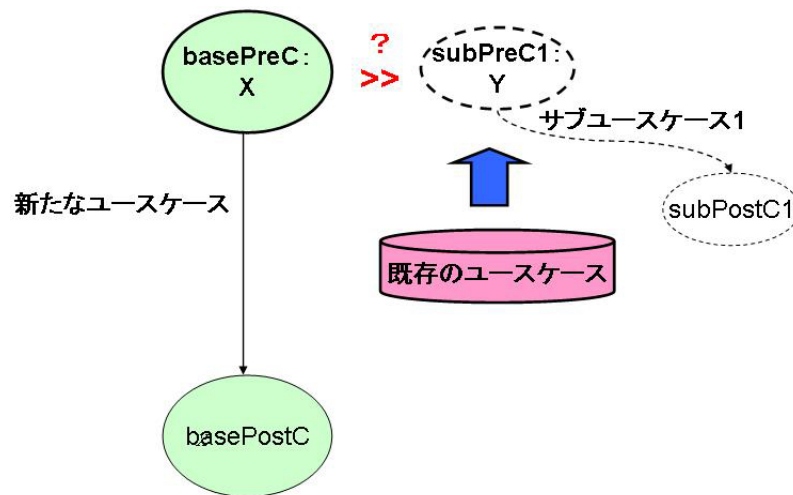 basePreC:
X
?
>>
subPreC1:
Y
サブユースケース1
新たなユースケース
subPostC1
既存のユースケース
basePostC